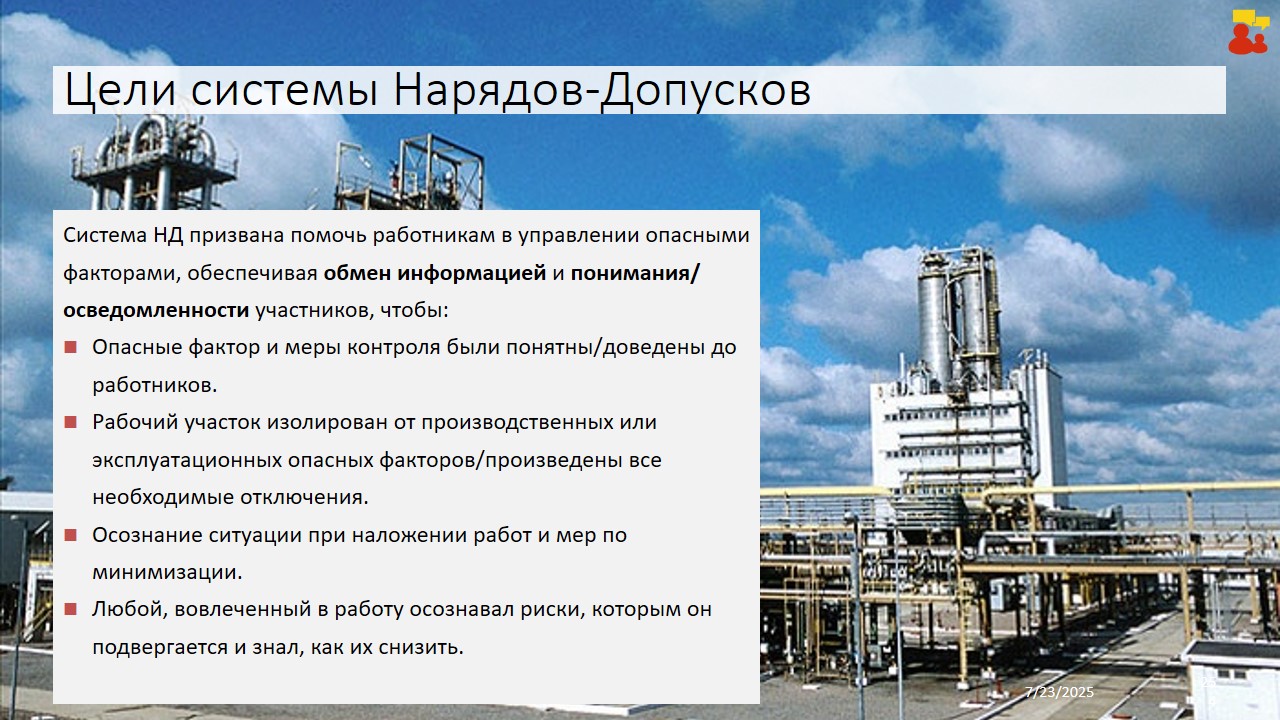 Цели системы Нарядов-Допусков
Система НД призвана помочь работникам в управлении опасными
факторами, обеспечивая обмен информацией и понимания/
осведомленности участников, чтобы:
Опасные фактор и меры контроля были понятны/доведены до
работников.
Рабочий участок изолирован от производственных или
эксплуатационных опасных факторов/произведены все
необходимые отключения.
Осознание ситуации при наложении работ и мер по
минимизации.
Любой, вовлеченный в работу осознавал риски, которым он
подвергается и знал, как их снизить.
7/23/2025